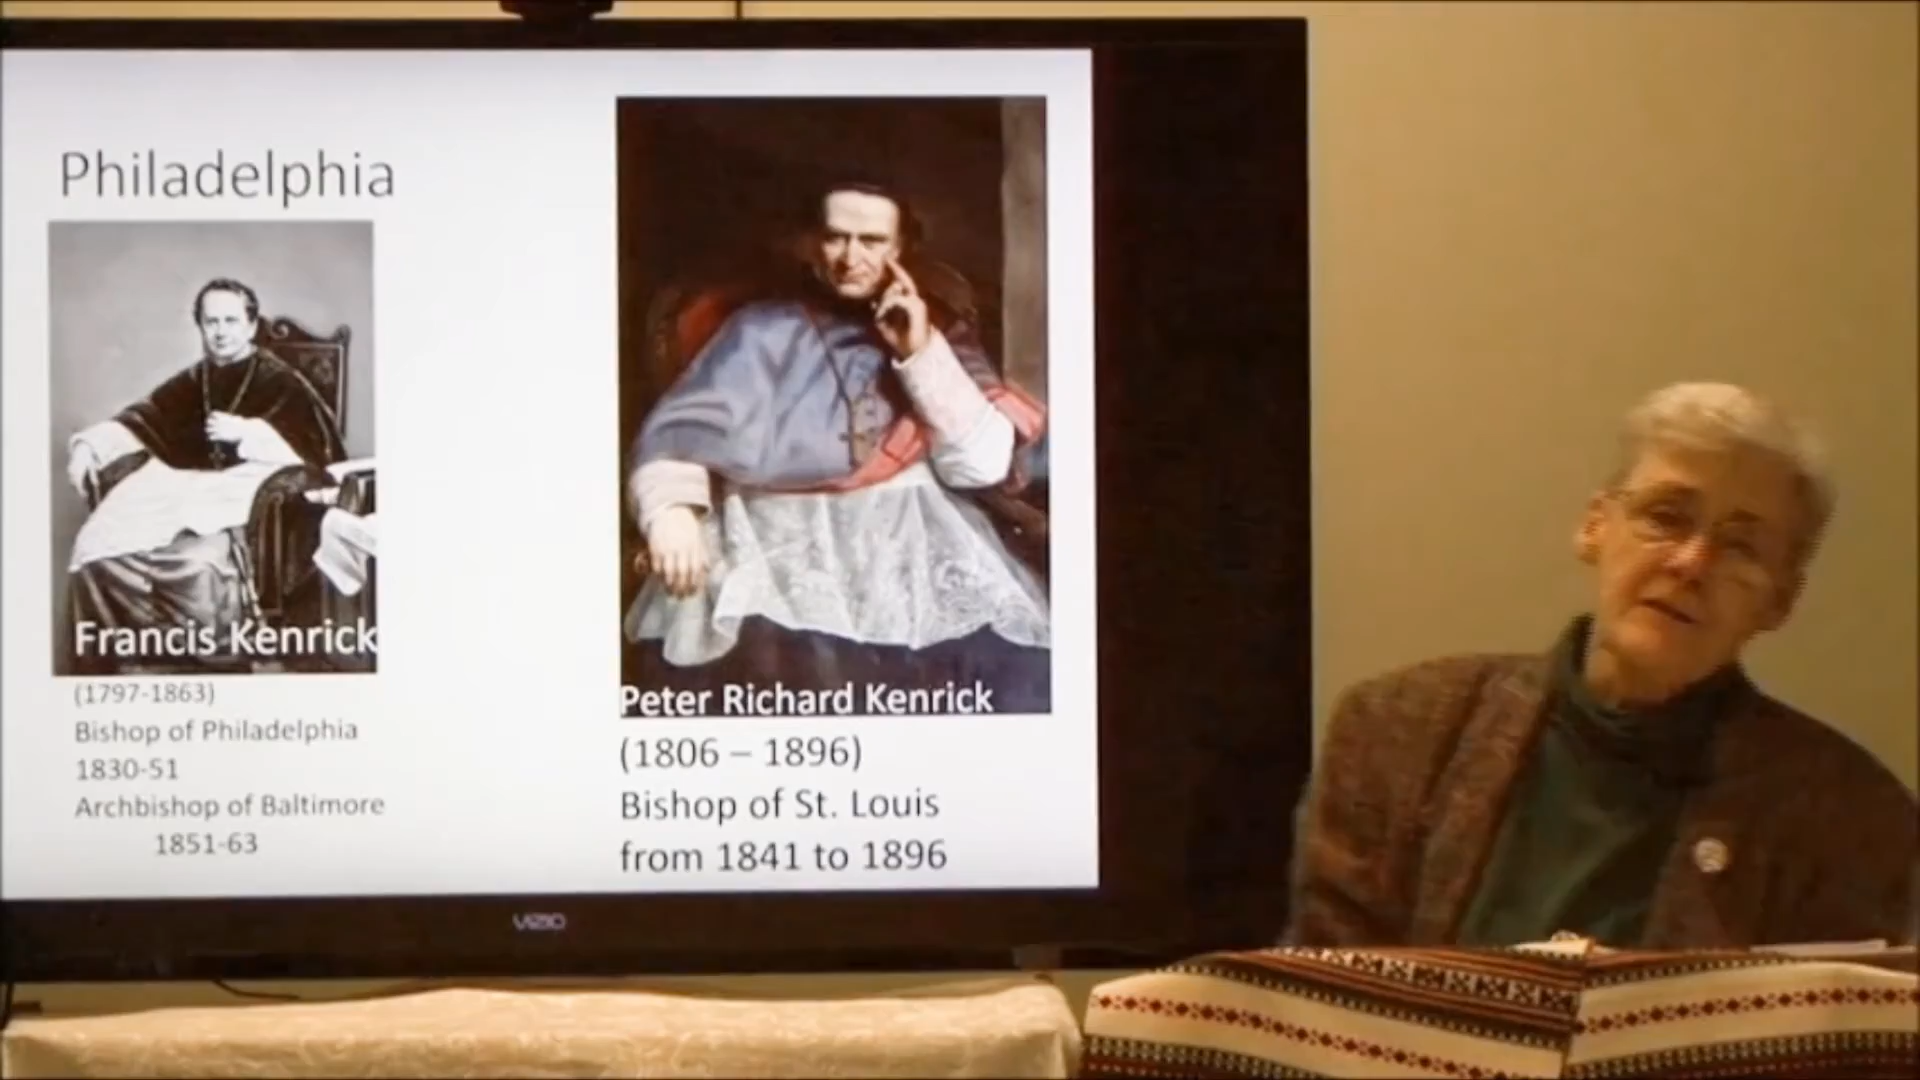 Philadelphia
Francis Kenrick
(1797-1863)
Bishop of Philadelphia
1830-51
Archbishop of Baltimore
1851-63
Peter Richard Kenrick
(1806 – 1896)
Bishop of St. Louis
from 1841 to 1896
VIZIO